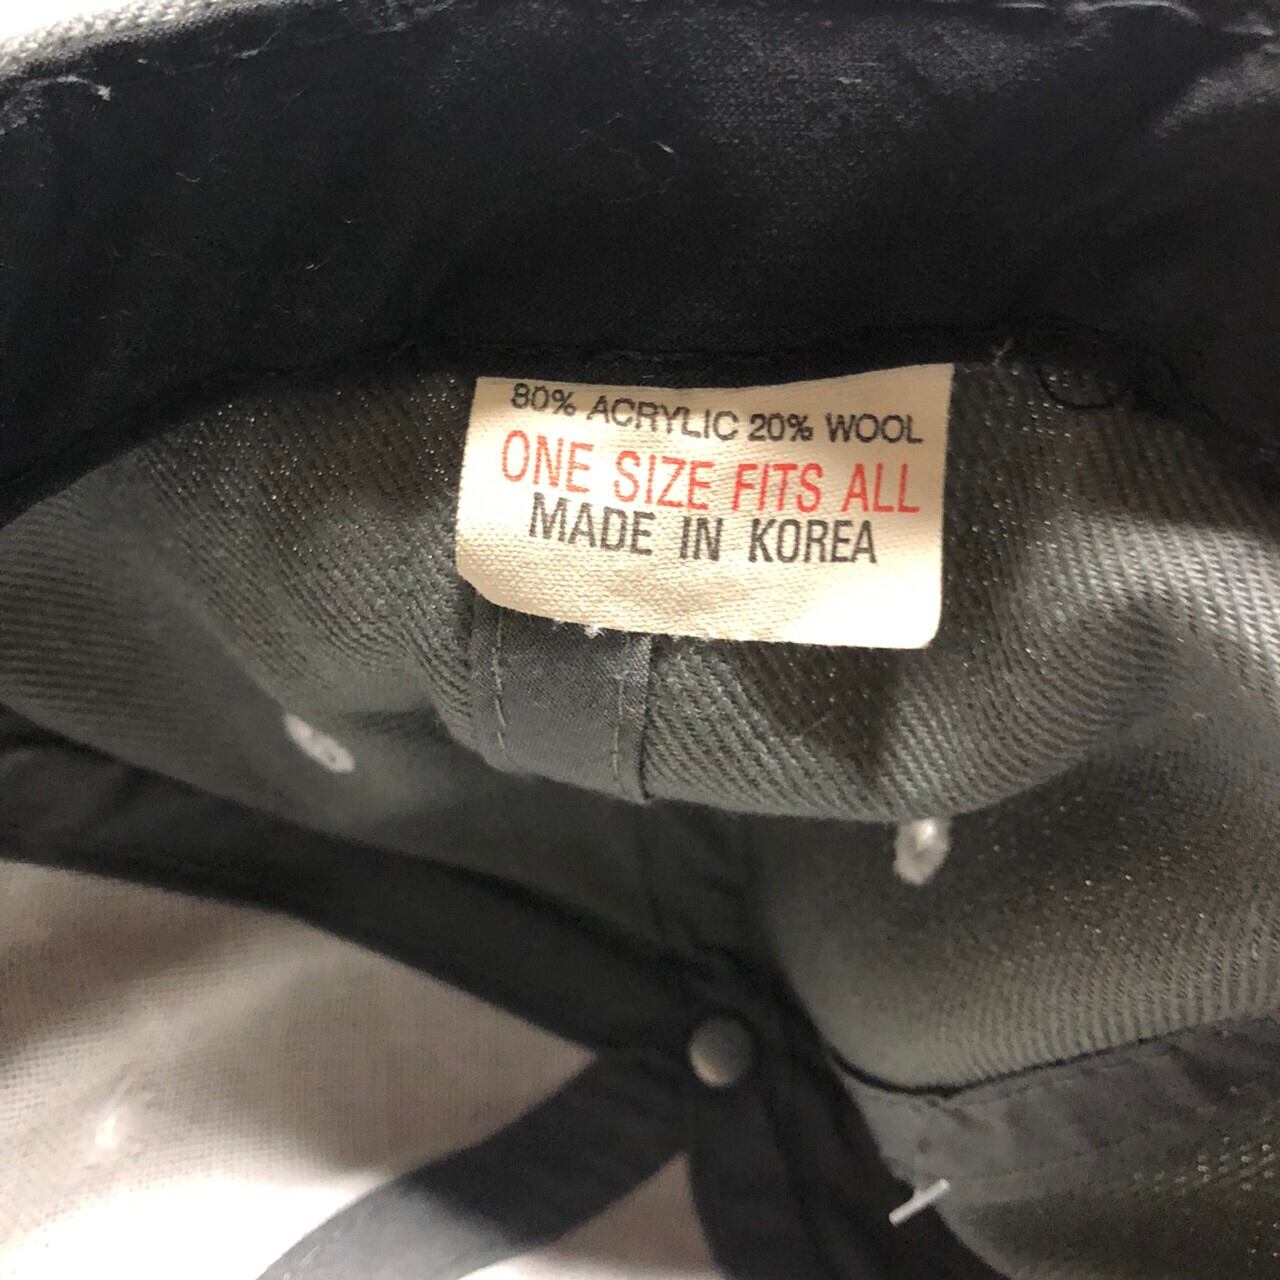 80% ACRYLIC 20% WOOL
ONE SIZE FITS ALL
MADE IN KOREA